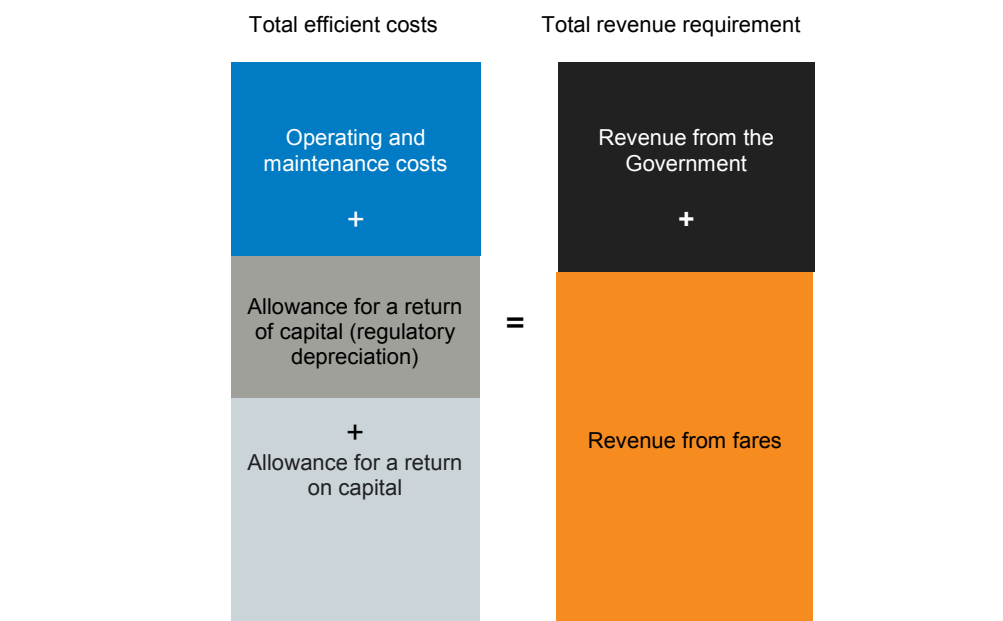 Total efficient costs
Total revenue requirement
Operating and
maintenance costs
+
Allowance for a return
of capital (regulatory
depreciation)
+
Allowance for a return
on capital
=
Revenue from the
Government
+
Revenue from fares